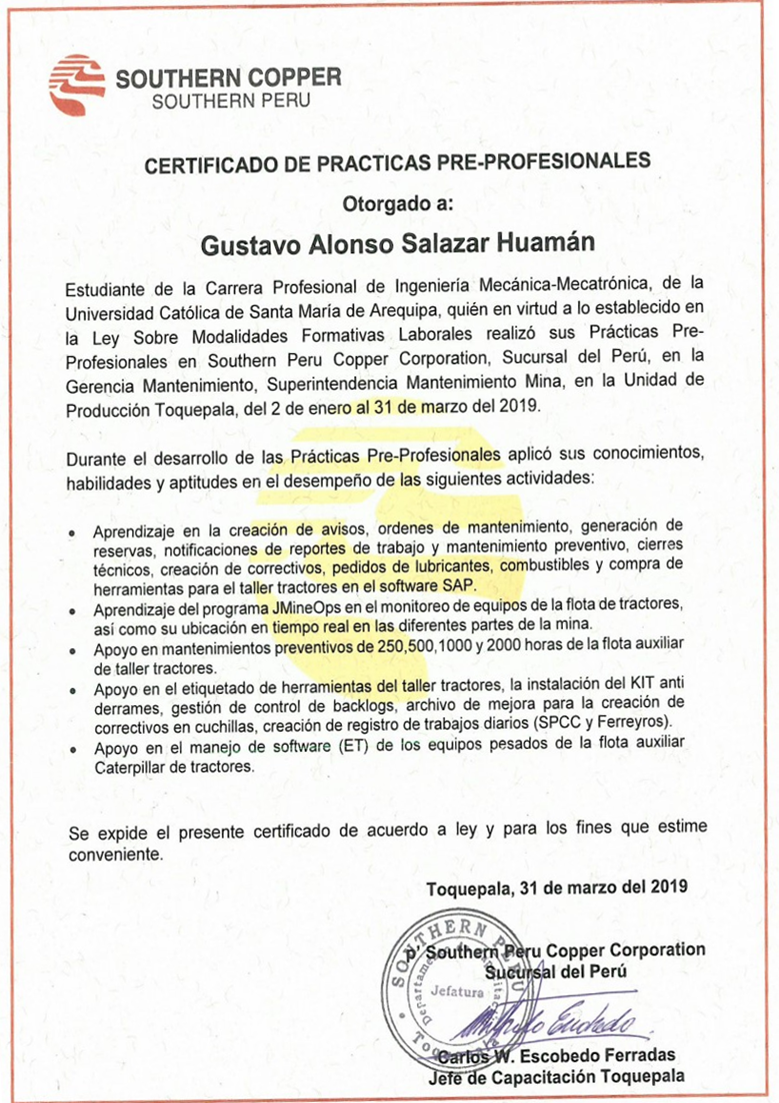 SOUTHERN COPPER
SOUTHERN PERU
CERTIFICADO DE PRACTICAS PRE-PROFESIONALES
Otorgado a:
Gustavo Alonso Salazar Huamán
Estudiante de la Carrera Profesional de Ingeniería Mecánica-Mecatrónica, de la
Universidad Católica de Santa María de Arequipa, quién en virtud a lo establecido en
la Ley Sobre Modalidades Formativas Laborales realizó sus Prácticas Pre-
Profesionales en Southern Peru Copper Corporation, Sucursal del Perú, en la
Gerencia Mantenimiento, Superintendencia Mantenimiento Mina, en la Unidad de
Producción Toquepala, del 2 de enero al 31 de marzo del 2019.
Durante el desarrollo de las Prácticas Pre-Profesionales aplicó sus conocimientos,
habilidades y aptitudes en el desempeño de las siguientes actividades:
• Aprendizaje en la creación de avisos, ordenes de mantenimiento, generación de
reservas, notificaciones de reportes de trabajo y mantenimiento preventivo, cierres
técnicos, creación de correctivos, pedidos de lubricantes, combustibles y compra de
herramientas para el taller tractores en el software SAP.
• Aprendizaje del programa JMineOps en el monitoreo de equipos de la flota de tractores,
así como su ubicación en tiempo real en las diferentes partes de la mina.
• Apoyo en mantenimientos preventivos de 250,500,1000 y 2000 horas de la flota auxiliar
de taller tractores.
• Apoyo en el etiquetado de herramientas del taller tractores, la instalación del KIT anti
derrames, gestión de control de backlogs, archivo de mejora para la creación de
correctivos en cuchillas, creación de registro de trabajos diarios (SPCC y Ferreyros).
• Apoyo en el manejo de software (ET) de los equipos pesados de la flota auxiliar
Caterpillar de tractores.
Se expide el presente certificado de acuerdo a ley y para los fines que estime
conveniente.
Toquepala, 31 de marzo del 2019
SOUTHERN PERU
Jefatura
p' Southern Peru Copper Corporation
Sucursal del Perú
Carlos W. Escobedo Ferradas
Jefe de Capacitación Toquepala